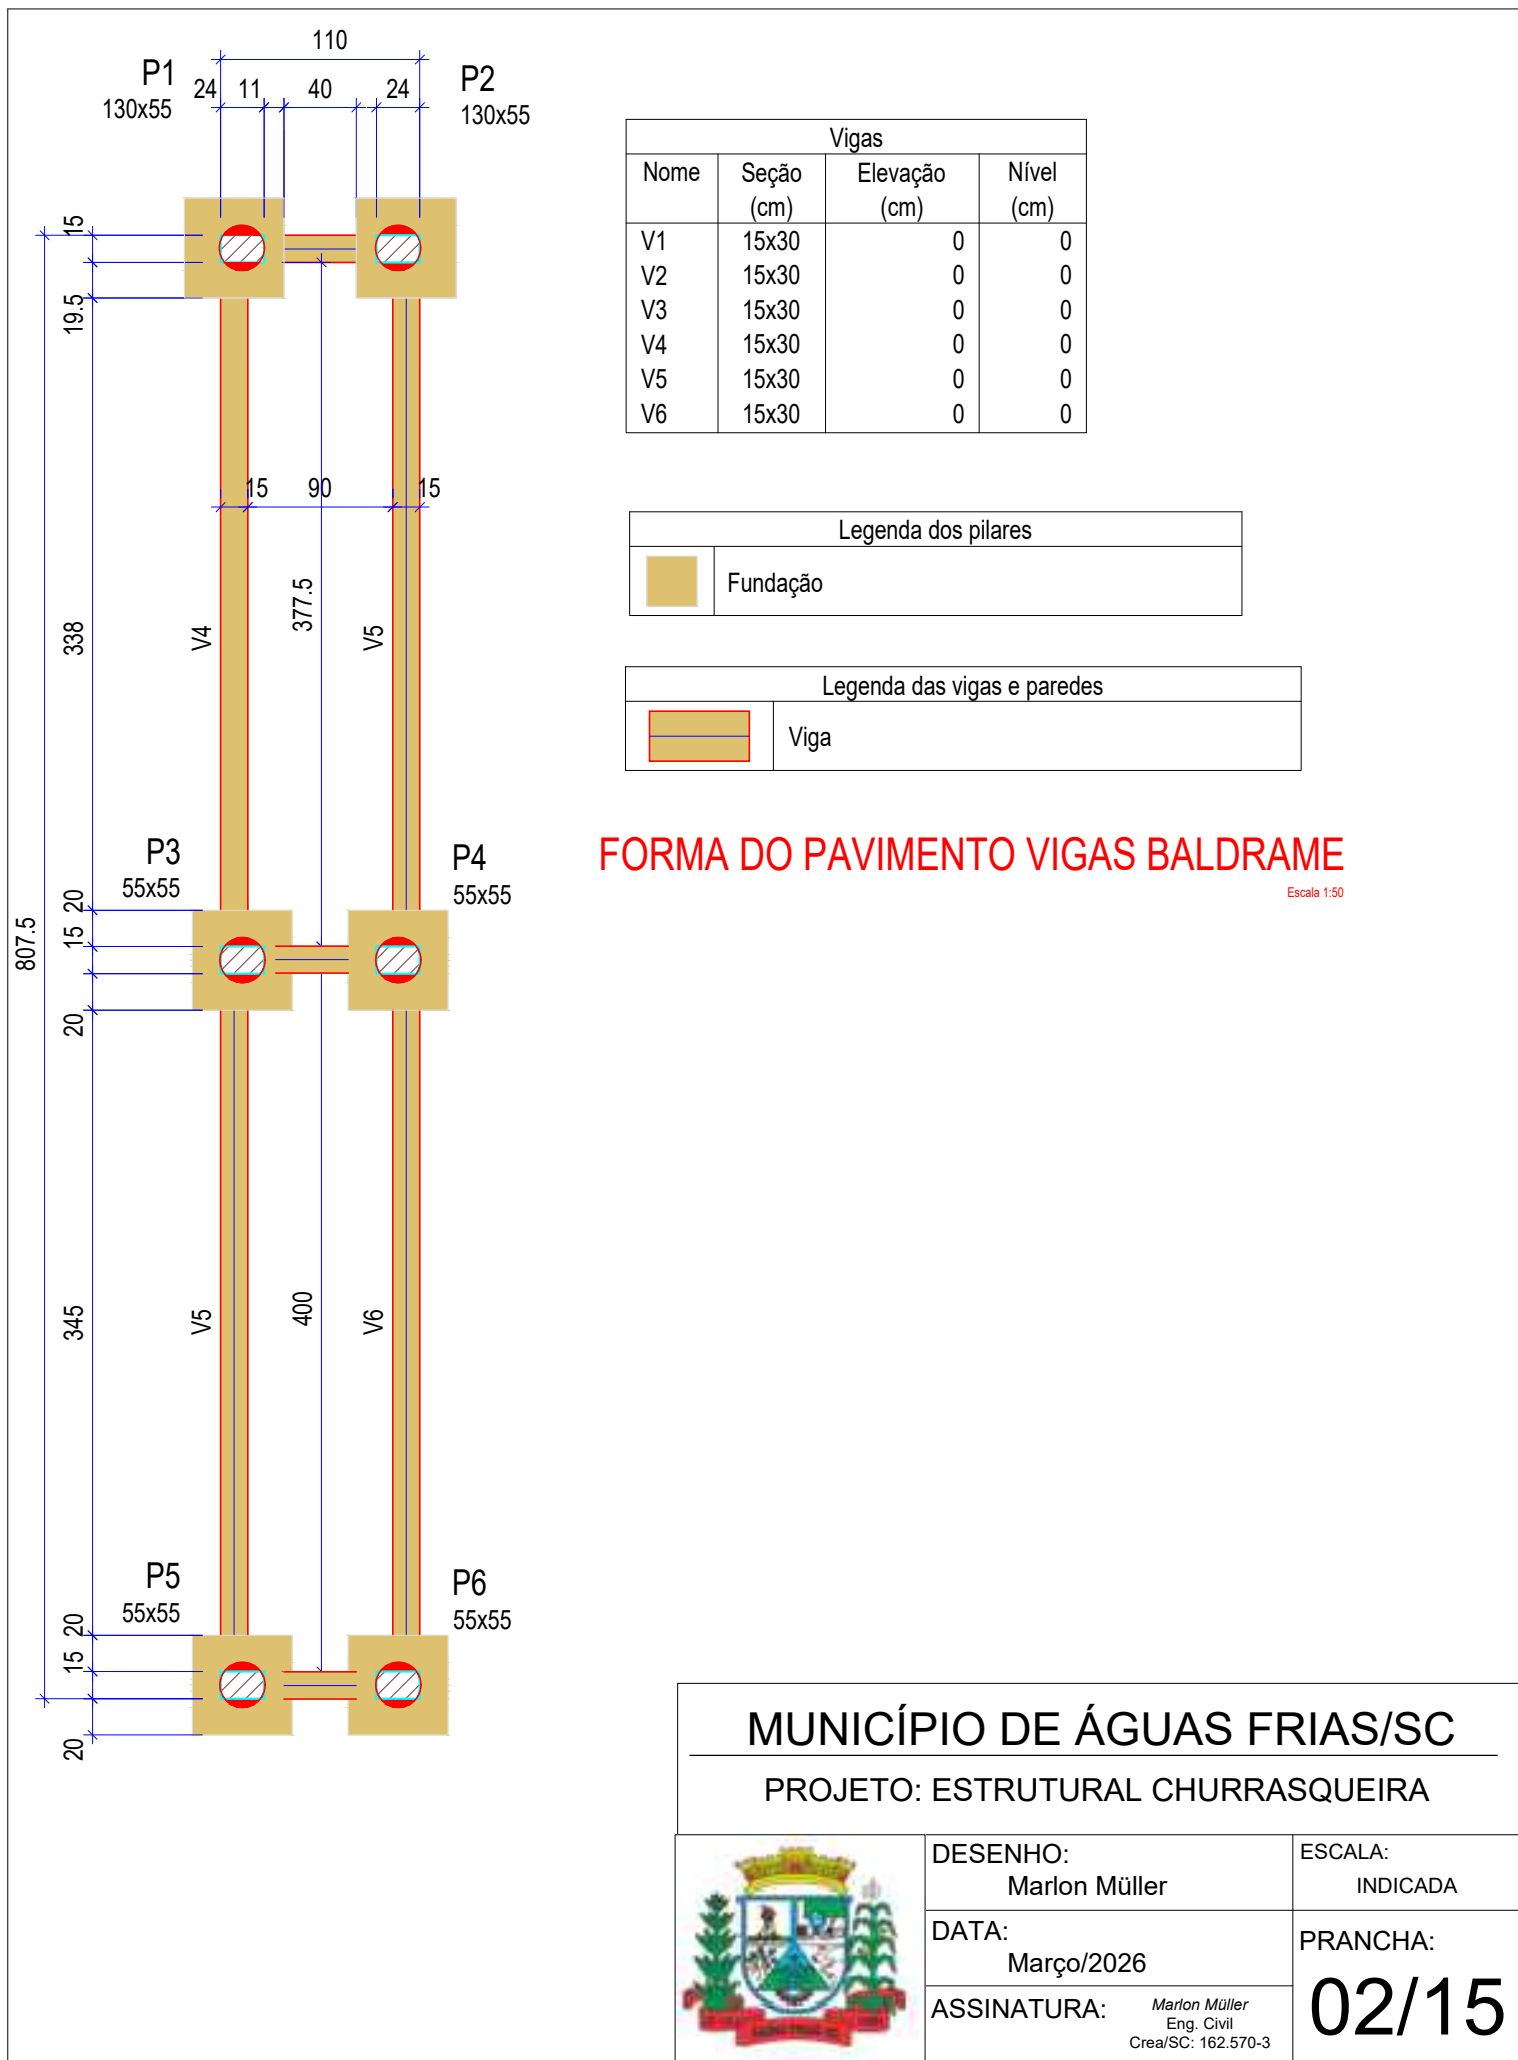 110
P1
130x55
24 11 40 24
P2
130x55
15
19.5
Vigas
Nome Seção (cm) Elevação (cm) Nível (cm)
V1 15x30 0 0
V2 15x30 0 0
V3 15x30 0 0
V4 15x30 0 0
V5 15x30 0 0
V6 15x30 0 0
15 90 15
Legenda dos pilares
Fundação
338
V4
377.5
V5
Legenda das vigas e paredes
Viga
P3
55x55
P4
55x55
FORMA DO PAVIMENTO VIGAS BALDRAME
Escala 1:50
807.5
20
15
20
345
V5
400
V6
P5
55x55
P6
55x55
20
15
20
MUNICÍPIO DE ÁGUAS FRIAS/SC
PROJETO: ESTRUTURAL CHURRASQUEIRA
DESENHO:
Marlon Müller
ESCALA:
INDICADA
DATA:
Março/2026
PRANCHA:
02/15
ASSINATURA:
Marlon Müller
Eng. Civil
Crea/SC: 162.570-3